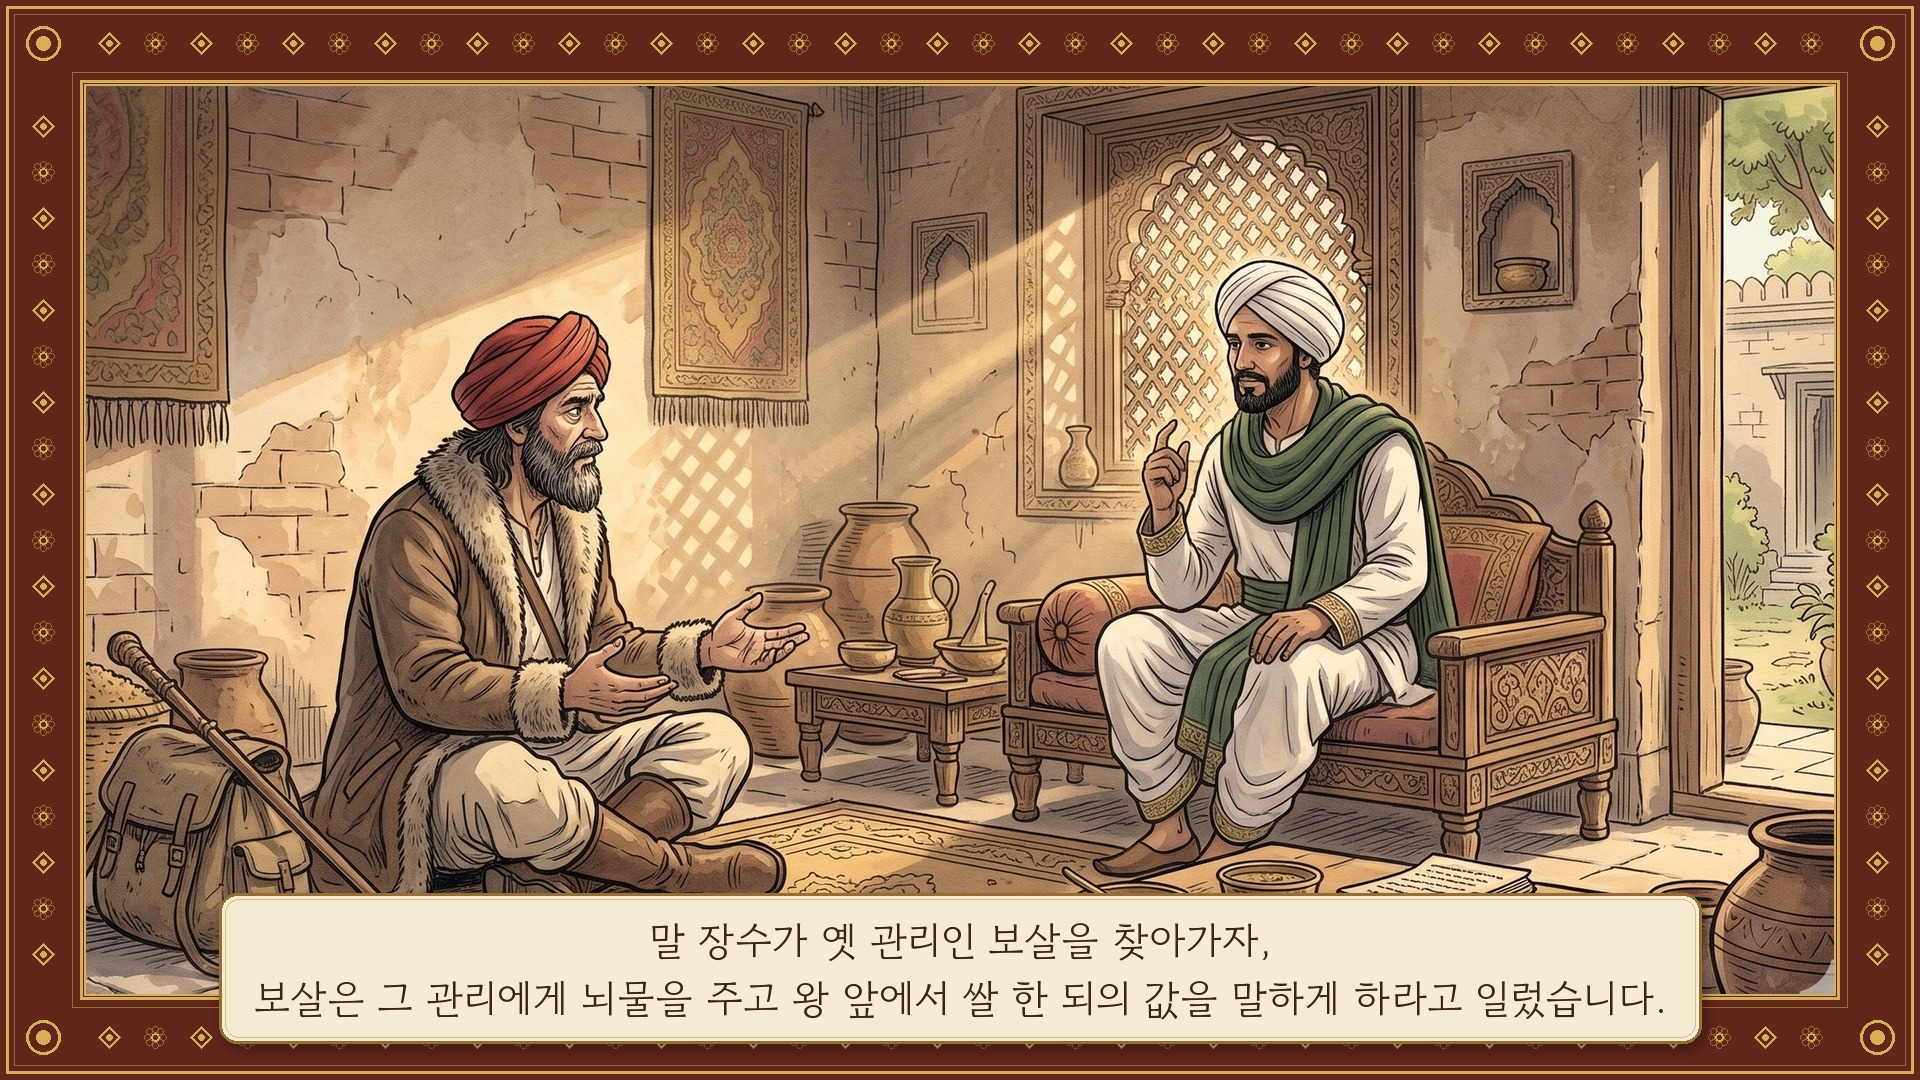 말 장수가 옛 관리인 보살을 찾아가자,
보살은 그 관리에게 뇌물을 주고 왕 앞에서 쌀 한 되의 값을 말하게 하라고 일렀습니다.